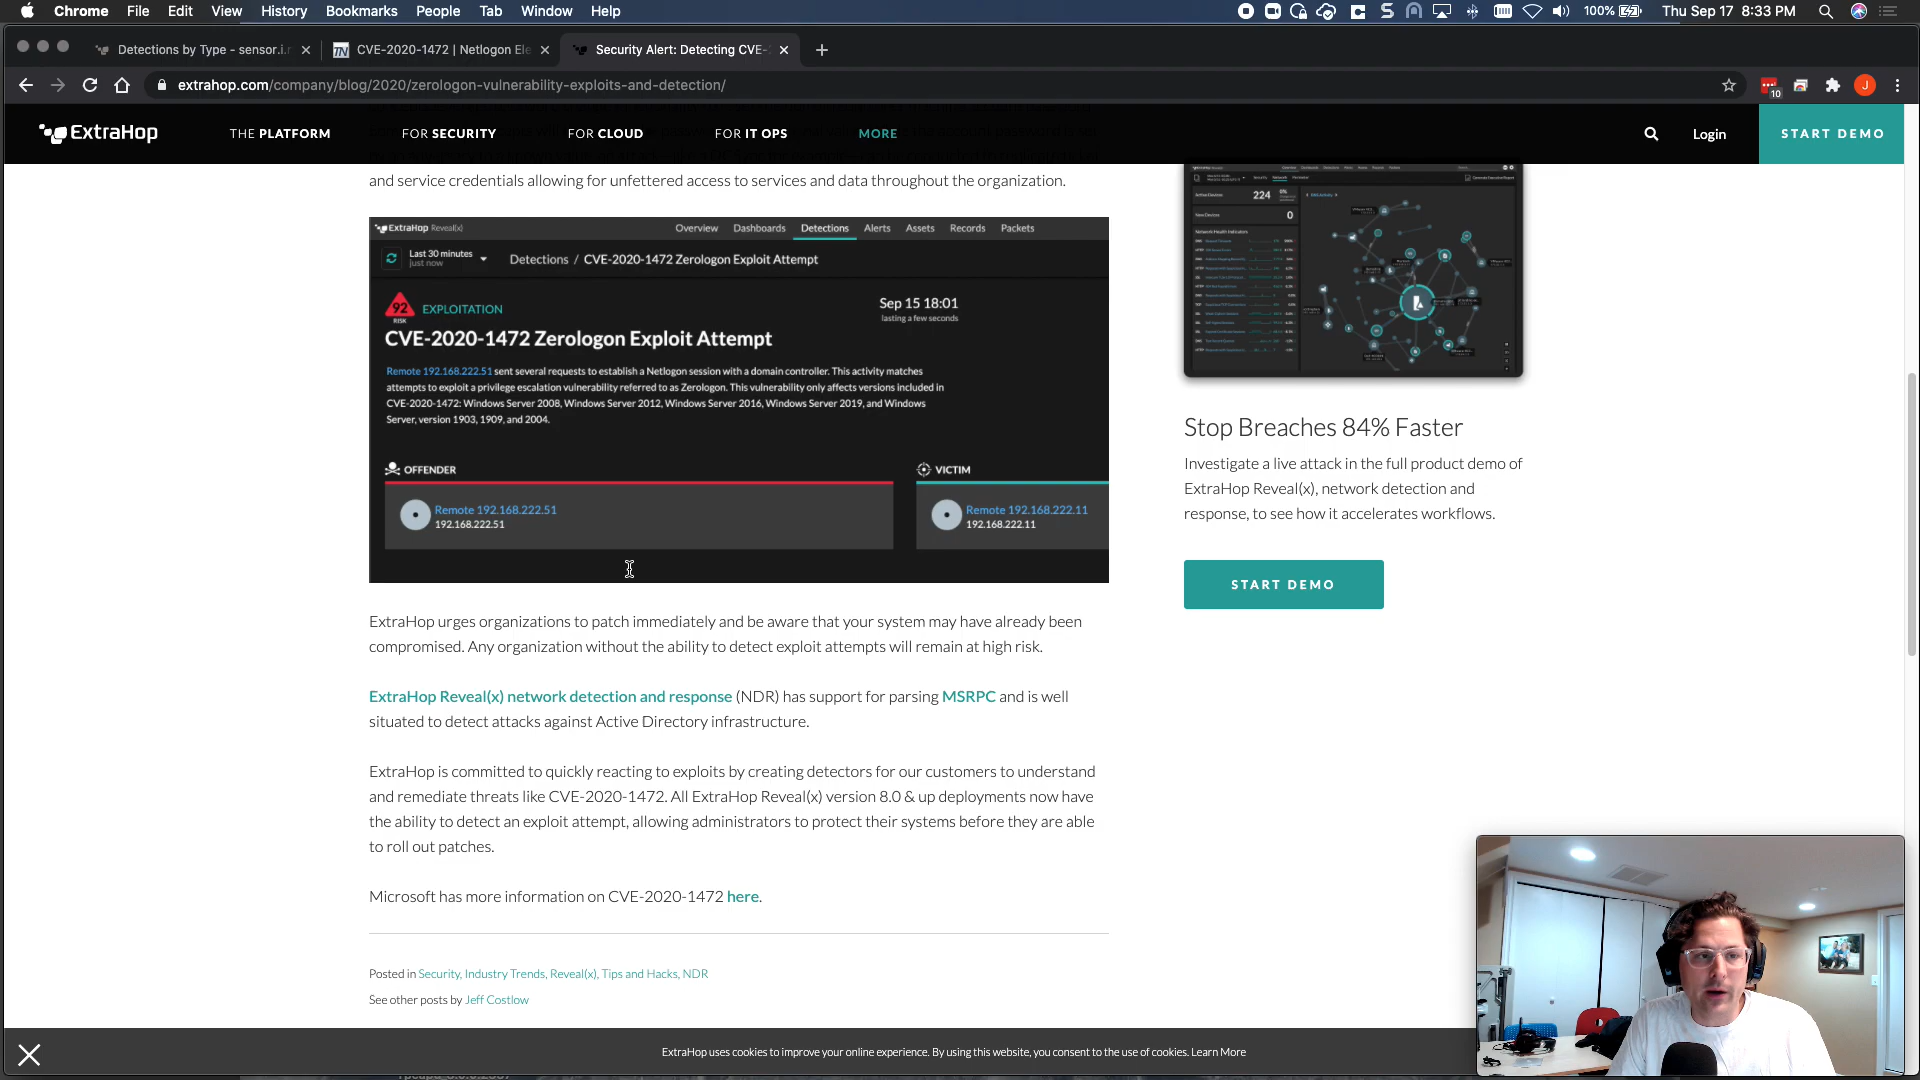 Chrome File Edit View History Bookmarks People Tab Window Help
100% Thu Sep 17 8:33 PM
Detections by Type - sensor.i.r
CVE-2020-1472 | Netlogon Ele
Security Alert: Detecting CVE-
extrahop.com/company/blog/2020/zerologon-vulnerability-exploits-and-detection/
10
J
ExtraHop
THE PLATFORM
FOR SECURITY
FOR CLOUD
FOR IT OPS
MORE
Login
START DEMO
and service credentials allowing for unfettered access to services and data throughout the organization.
ExtraHop Reveal(x)
Overview Dashboards Detections Alerts Assets Records Packets
Last 30 minutes
just now
Detections / CVE-2020-1472 Zerologon Exploit Attempt
92
RISK
EXPLOITATION
Sep 15 18:01
lasting a few seconds
CVE-2020-1472 Zerologon Exploit Attempt
Remote 192.168.222.51 sent several requests to establish a Netlogon session with a domain controller. This activity matches
attempts to exploit a privilege escalation vulnerability referred to as Zerologon. This vulnerability only affects versions included in
CVE-2020-1472: Windows Server 2008, Windows Server 2012, Windows Server 2016, Windows Server 2019, and Windows
Server, version 1903, 1909, and 2004.
OFFENDER
Remote 192.168.222.51
192.168.222.51
VICTIM
Remote 192.168.222.11
192.168.222.11
ExtraHop urges organizations to patch immediately and be aware that your system may have already been
compromised. Any organization without the ability to detect exploit attempts will remain at high risk.
ExtraHop Reveal(x) network detection and response (NDR) has support for parsing MSRPC and is well
situated to detect attacks against Active Directory infrastructure.
ExtraHop is committed to quickly reacting to exploits by creating detectors for our customers to understand
and remediate threats like CVE-2020-1472. All ExtraHop Reveal(x) version 8.0 & up deployments now have
the ability to detect an exploit attempt, allowing administrators to protect their systems before they are able
to roll out patches.
Microsoft has more information on CVE-2020-1472 here.
Posted in Security, Industry Trends, Reveal(x), Tips and Hacks, NDR
See other posts by Jeff Costlow
224
0%
0
Stop Breaches 84% Faster
Investigate a live attack in the full product demo of
ExtraHop Reveal(x), network detection and
response, to see how it accelerates workflows.
START DEMO
ExtraHop uses cookies to improve your online experience. By using this website, you consent to the use of cookies. Learn More